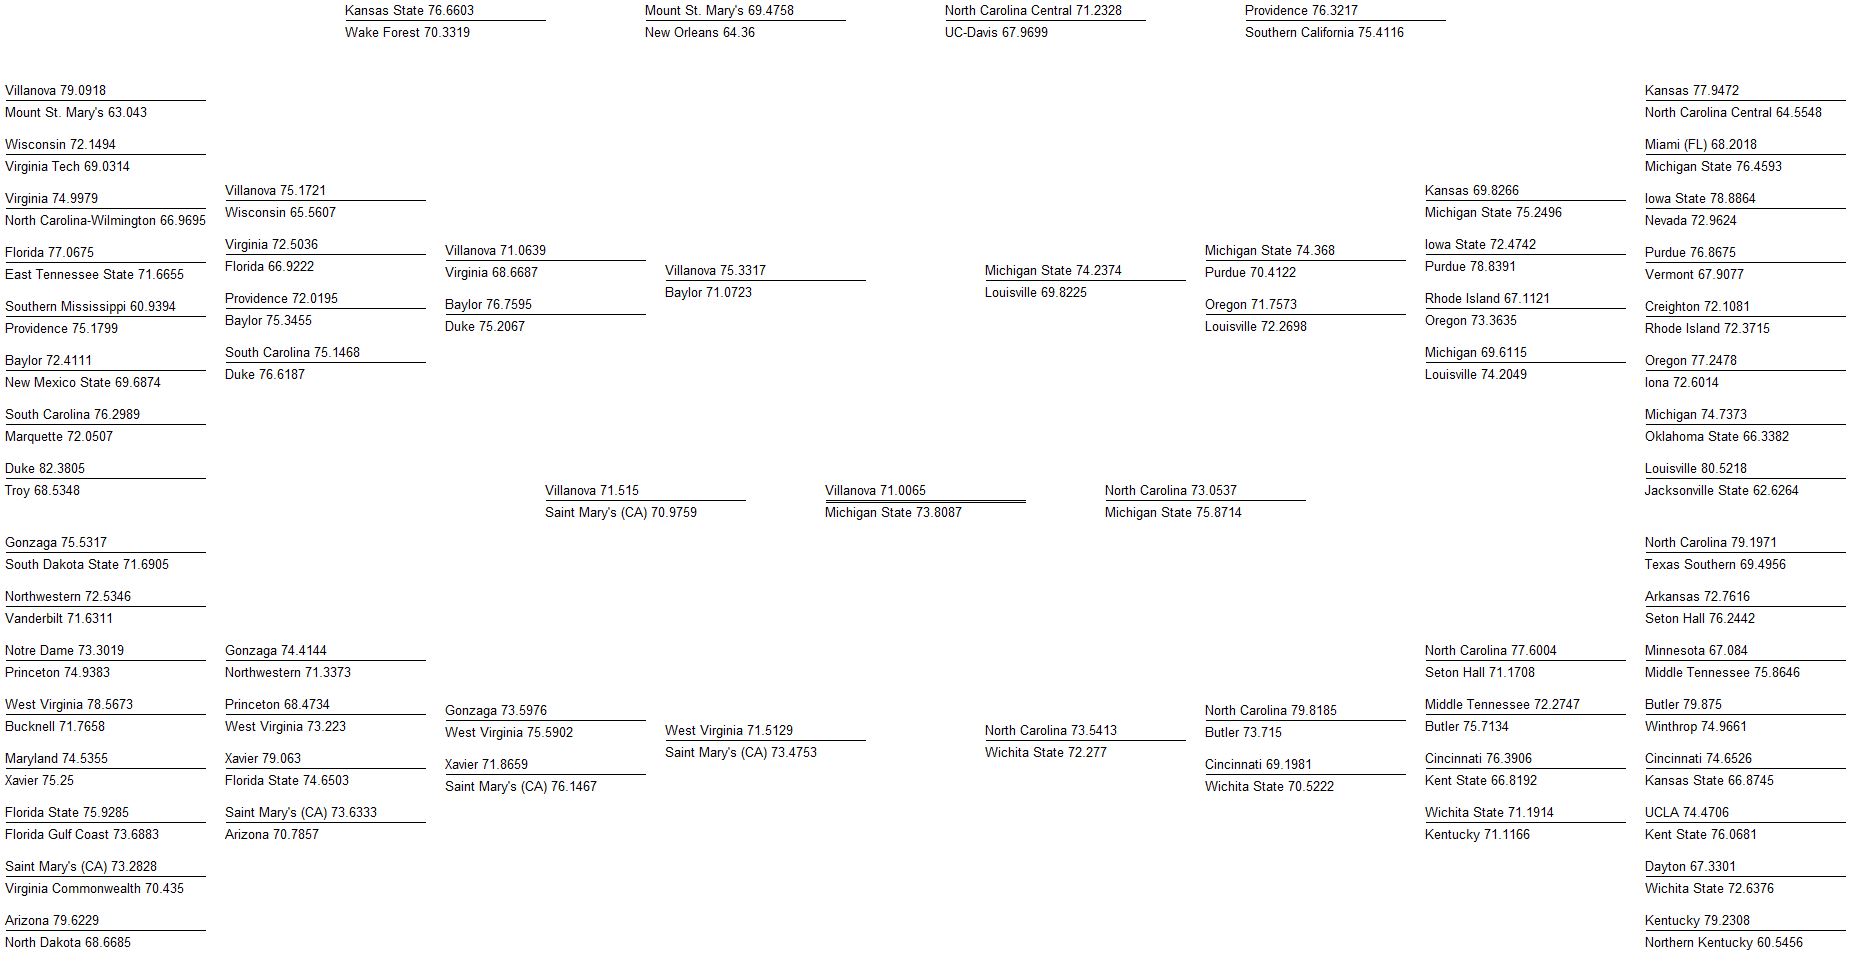 Kansas State 76.6603
Wake Forest 70.3319
Mount St. Mary's 69.4758
New Orleans 64.36
North Carolina Central 71.2328
UC-Davis 67.9699
Providence 76.3217
Southern California 75.4116
Villanova 79.0918
Mount St. Mary's 63.043
Wisconsin 72.1494
Virginia Tech 69.0314
Virginia 74.9979
North Carolina-Wilmington 66.9695
Florida 77.0675
East Tennessee State 71.6655
Southern Mississippi 60.9394
Providence 75.1799
Baylor 72.4111
New Mexico State 69.6874
South Carolina 76.2989
Marquette 72.0507
Duke 82.3805
Troy 68.5348
Villanova 75.1721
Wisconsin 65.5607
Virginia 72.5036
Florida 66.9222
Providence 72.0195
Baylor 75.3455
South Carolina 75.1468
Duke 76.6187
Villanova 71.0639
Virginia 68.6687
Baylor 76.7595
Duke 75.2067
Villanova 75.3317
Baylor 71.0723
Michigan State 74.2374
Louisville 69.8225
Michigan State 74.368
Purdue 70.4122
Oregon 71.7573
Louisville 72.2698
Kansas 69.8266
Michigan State 75.2496
Iowa State 72.4742
Purdue 78.8391
Rhode Island 67.1121
Oregon 73.3635
Michigan 69.6115
Louisville 74.2049
Kansas 77.9472
North Carolina Central 64.5548
Miami (FL) 68.2018
Michigan State 76.4593
Iowa State 78.8864
Nevada 72.9624
Purdue 76.8675
Vermont 67.9077
Creighton 72.1081
Rhode Island 72.3715
Oregon 77.2478
Iona 72.6014
Michigan 74.7373
Oklahoma State 66.3382
Louisville 80.5218
Jacksonville State 62.6264
Villanova 71.515
Saint Mary's (CA) 70.9759
Villanova 71.0065
Michigan State 73.8087
North Carolina 73.0537
Michigan State 75.8714
Gonzaga 75.5317
South Dakota State 71.6905
Northwestern 72.5346
Vanderbilt 71.6311
Notre Dame 73.3019
Princeton 74.9383
West Virginia 78.5673
Bucknell 71.7658
Maryland 74.5355
Xavier 75.25
Florida State 75.9285
Florida Gulf Coast 73.6883
Saint Mary's (CA) 73.2828
Virginia Commonwealth 70.435
Arizona 79.6229
North Dakota 68.6685
Gonzaga 74.4144
Northwestern 71.3373
Princeton 68.4734
West Virginia 73.223
Xavier 79.063
Florida State 74.6503
Saint Mary's (CA) 73.6333
Arizona 70.7857
Gonzaga 73.5976
West Virginia 75.5902
Xavier 71.8659
Saint Mary's (CA) 76.1467
West Virginia 71.5129
Saint Mary's (CA) 73.4753
North Carolina 73.5413
Wichita State 72.277
North Carolina 79.8185
Butler 73.715
Cincinnati 69.1981
Wichita State 70.5222
North Carolina 77.6004
Seton Hall 71.1708
Middle Tennessee 72.2747
Butler 75.7134
Cincinnati 76.3906
Kent State 66.8192
Wichita State 71.1914
Kentucky 71.1166
North Carolina 79.1971
Texas Southern 69.4956
Arkansas 72.7616
Seton Hall 76.2442
Minnesota 67.084
Middle Tennessee 75.8646
Butler 79.875
Winthrop 74.9661
Cincinnati 74.6526
Kansas State 66.8745
UCLA 74.4706
Kent State 76.0681
Dayton 67.3301
Wichita State 72.6376
Kentucky 79.2308
Northern Kentucky 60.5456